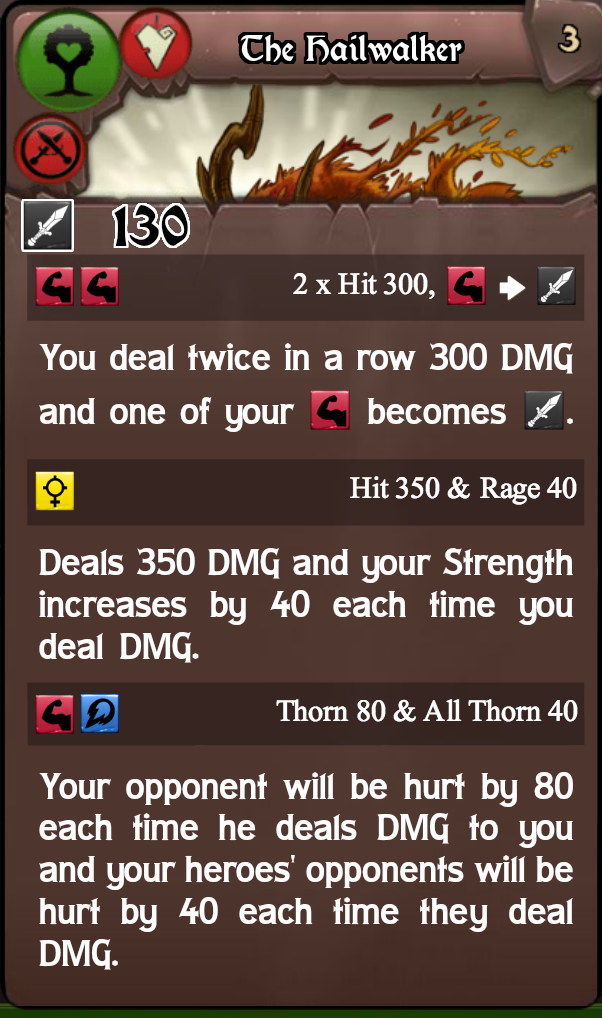 The Hailwalker 3
130
2 x Hit 300,
You deal twice in a row 300 DMG
and one of your becomes .
Hit 350 & Rage 40
Deals 350 DMG and your Strength
increases by 40 each time you
deal DMG.
Thorn 80 & All Thorn 40
Your opponent will be hurt by 80
each time he deals DMG to you
and your heroes' opponents will be
hurt by 40 each time they deal
DMG.